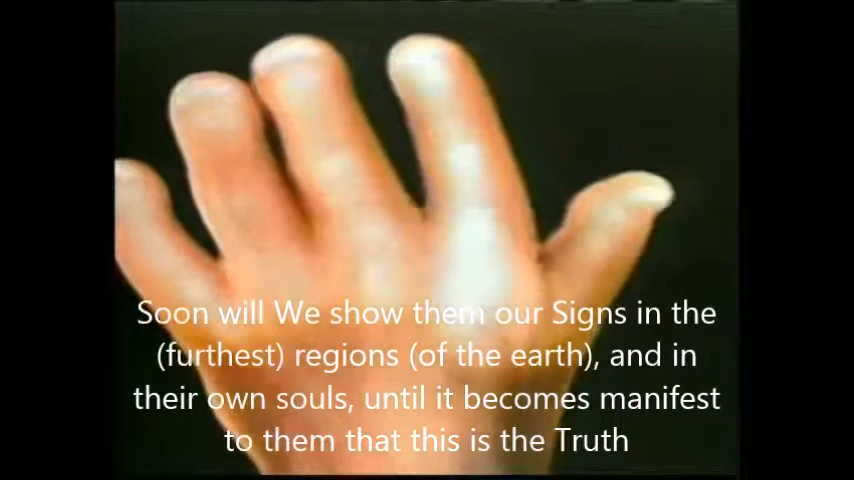 Soon will We show them our Signs in the
(furthest) regions (of the earth), and in
their own souls, until it becomes manifest
to them that this is the Truth